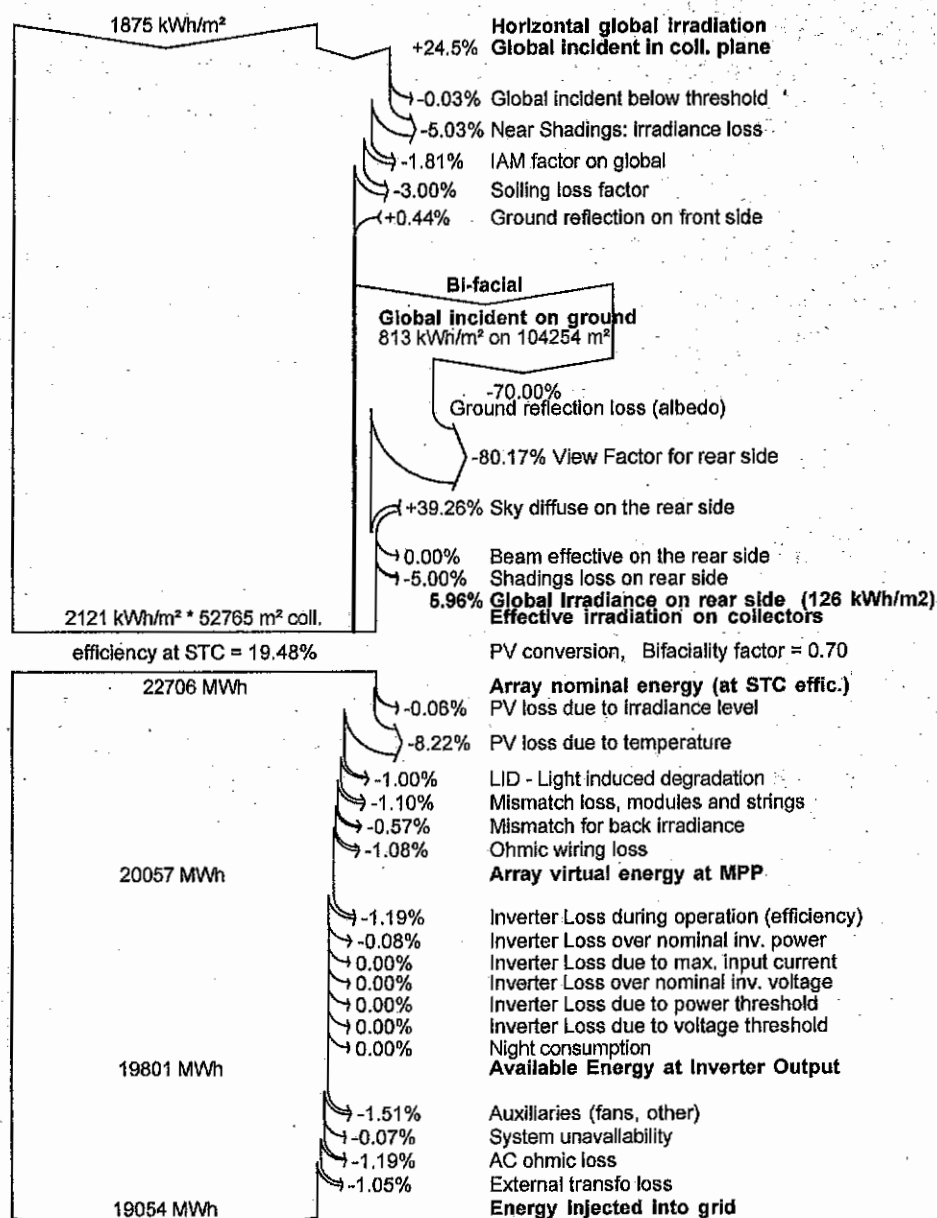 1875 kWh/m² Horizontal global irradiation
+24.5% Global incident in coll. plane
-0.03% Global incident below threshold
-5.03% Near Shadings: irradiance loss
-1.81% IAM factor on global
-3.00% Soiling loss factor
+0.44% Ground reflection on front side
Bi-facial
Global incident on ground
813 kWh/m² on 104254 m²
-70.00%
Ground reflection loss (albedo)
-80.17% View Factor for rear side
+39.26% Sky diffuse on the rear side
0.00% Beam effective on the rear side
-5.00% Shadings loss on rear side
5.96% Global Irradiance on rear side (126 kWh/m2)
2121 kWh/m² * 52765 m² coll. Effective irradiation on collectors
efficiency at STC = 19.48% PV conversion, Bifaciality factor = 0.70
22706 MWh Array nominal energy (at STC effic.)
-0.06% PV loss due to irradiance level
-8.22% PV loss due to temperature
-1.00% LID - Light induced degradation
-1.10% Mismatch loss, modules and strings
-0.57% Mismatch for back irradiance
-1.08% Ohmic wiring loss
20057 MWh Array virtual energy at MPP
-1.19% Inverter Loss during operation (efficiency)
-0.08% Inverter Loss over nominal inv. power
0.00% Inverter Loss due to max. input current
0.00% Inverter Loss over nominal inv. voltage
0.00% Inverter Loss due to power threshold
0.00% Inverter Loss due to voltage threshold
0.00% Night consumption
19801 MWh Available Energy at Inverter Output
-1.51% Auxiliaries (fans, other)
-0.07% System unavailability
-1.19% AC ohmic loss
-1.05% External transfo loss
19054 MWh Energy injected into grid